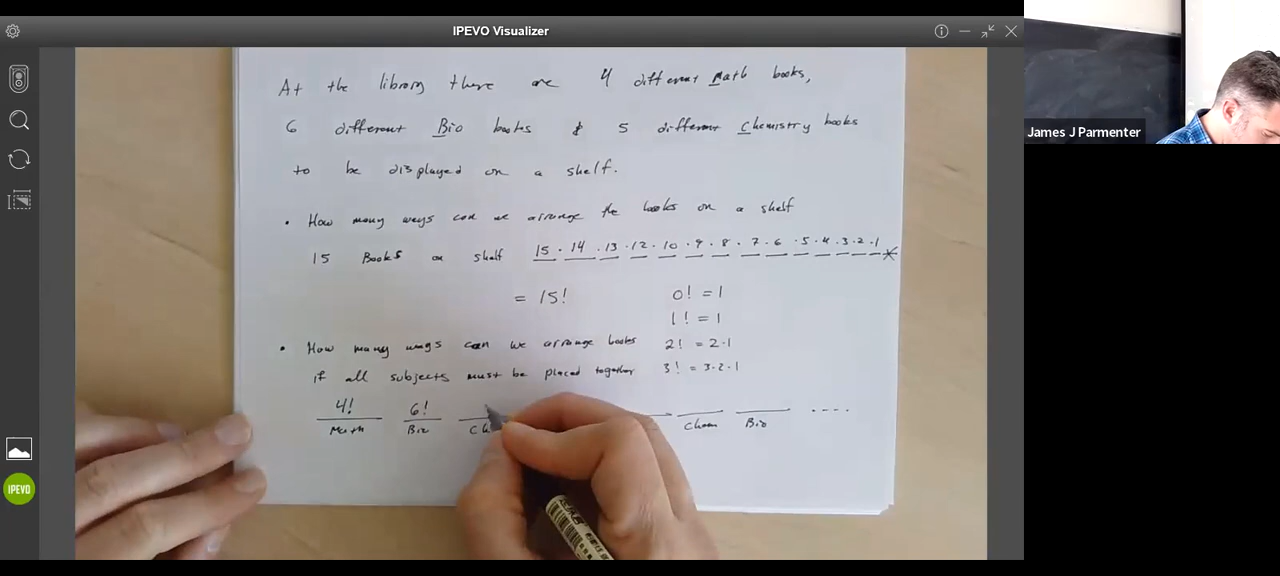 IPEVO Visualizer
James J Parmenter
At the library there are 4 different Math books,
6 different Bio books & 5 different Chemistry books
to be displayed on a shelf.
• How many ways can we arrange the books on a shelf
15 Books on shelf 15 · 14 · 13 · 12 · 10 · 9 · 8 · 7 · 6 · 5 · 4 · 3 · 2 · 1
= 15! 0! = 1
1! = 1
• How many ways can we arrange books 2! = 2·1
if all subjects must be placed together 3! = 3·2·1
4! 6!
Math Bio Ch Chem Bio ....
IPEVO